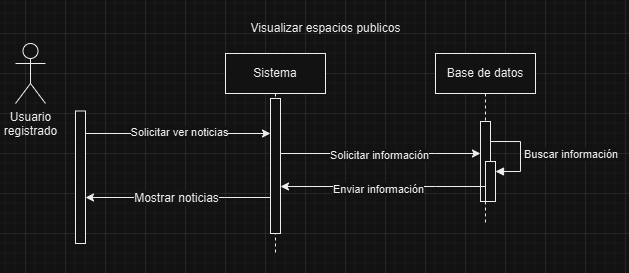 Visualizar espacios publicos
Sistema
Base de datos
Usuario
registrado
Solicitar ver noticias
Solicitar información
Buscar información
Enviar información
Mostrar noticias